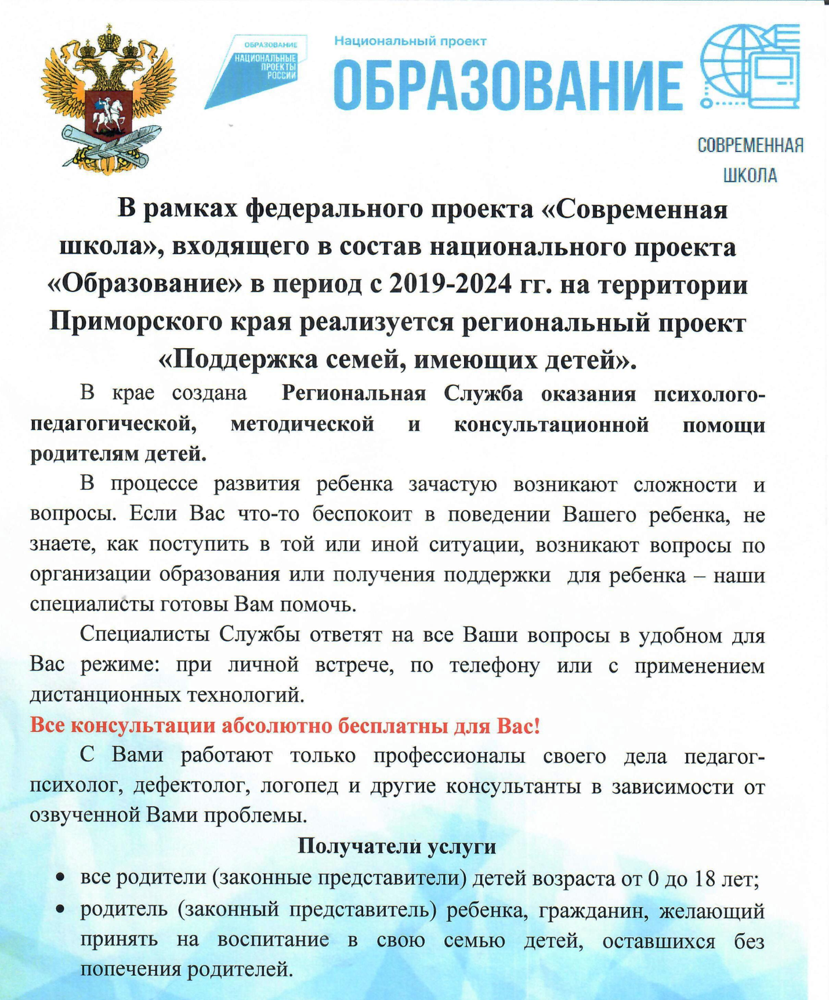 ОБРАЗОВАНИЕ
НАЦИОНАЛЬНЫЕ
ПРОЕКТЫ
РОССИИ
Национальный проект
ОБРАЗОВАНИЕ
СОВРЕМЕННАЯ
ШКОЛА
В рамках федерального проекта «Современная
школа», входящего в состав национального проекта
«Образование» в период с 2019-2024 гг. на территории
Приморского края реализуется региональный проект
«Поддержка семей, имеющих детей».
В крае создана Региональная Служба оказания психолого-
педагогической, методической и консультационной помощи
родителям детей.
В процессе развития ребенка зачастую возникают сложности и
вопросы. Если Вас что-то беспокоит в поведении Вашего ребенка, не
знаете, как поступить в той или иной ситуации, возникают вопросы по
организации образования или получения поддержки для ребенка – наши
специалисты готовы Вам помочь.
Специалисты Службы ответят на все Ваши вопросы в удобном для
Вас режиме: при личной встрече, по телефону или с применением
дистанционных технологий.
Все консультации абсолютно бесплатны для Вас!
С Вами работают только профессионалы своего дела педагог-
психолог, дефектолог, логопед и другие консультанты в зависимости от
озвученной Вами проблемы.
Получатели услуги
• все родители (законные представители) детей возраста от 0 до 18 лет;
• родитель (законный представитель) ребенка, гражданин, желающий
принять на воспитание в свою семью детей, оставшихся без
попечения родителей.